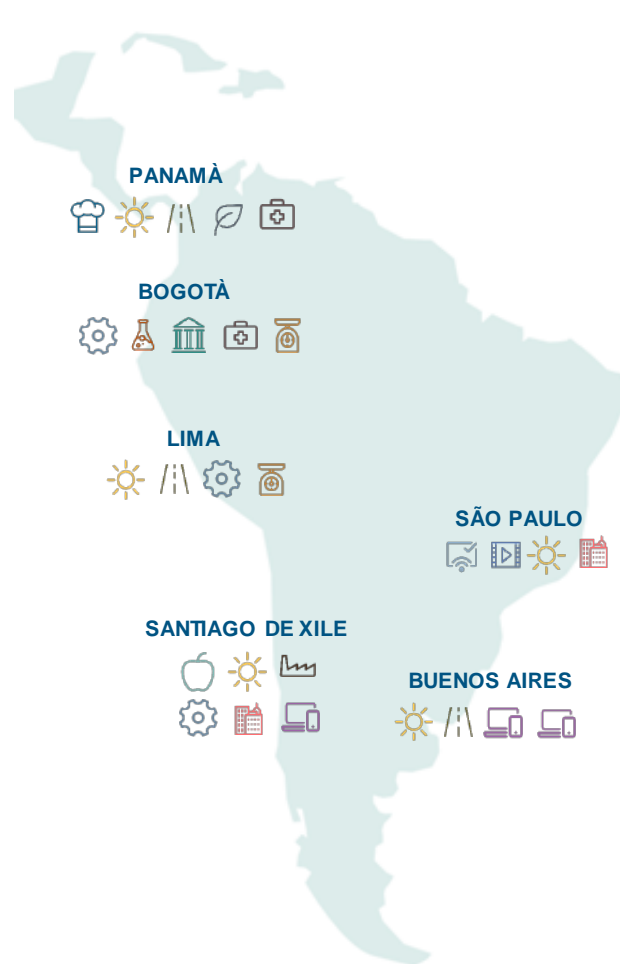 PANAMÀ
BOGOTÀ
LIMA
SÃO PAULO
SANTIAGO DE XILE
BUENOS AIRES